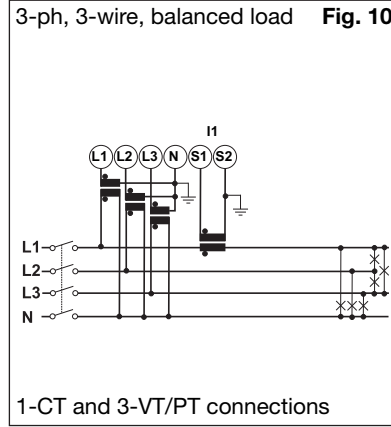 3-ph, 3-wire, balanced load Fig. 10
I1
L1 L2 L3 N S1 S2
L1
L2
L3
N
1-CT and 3-VT/PT connections